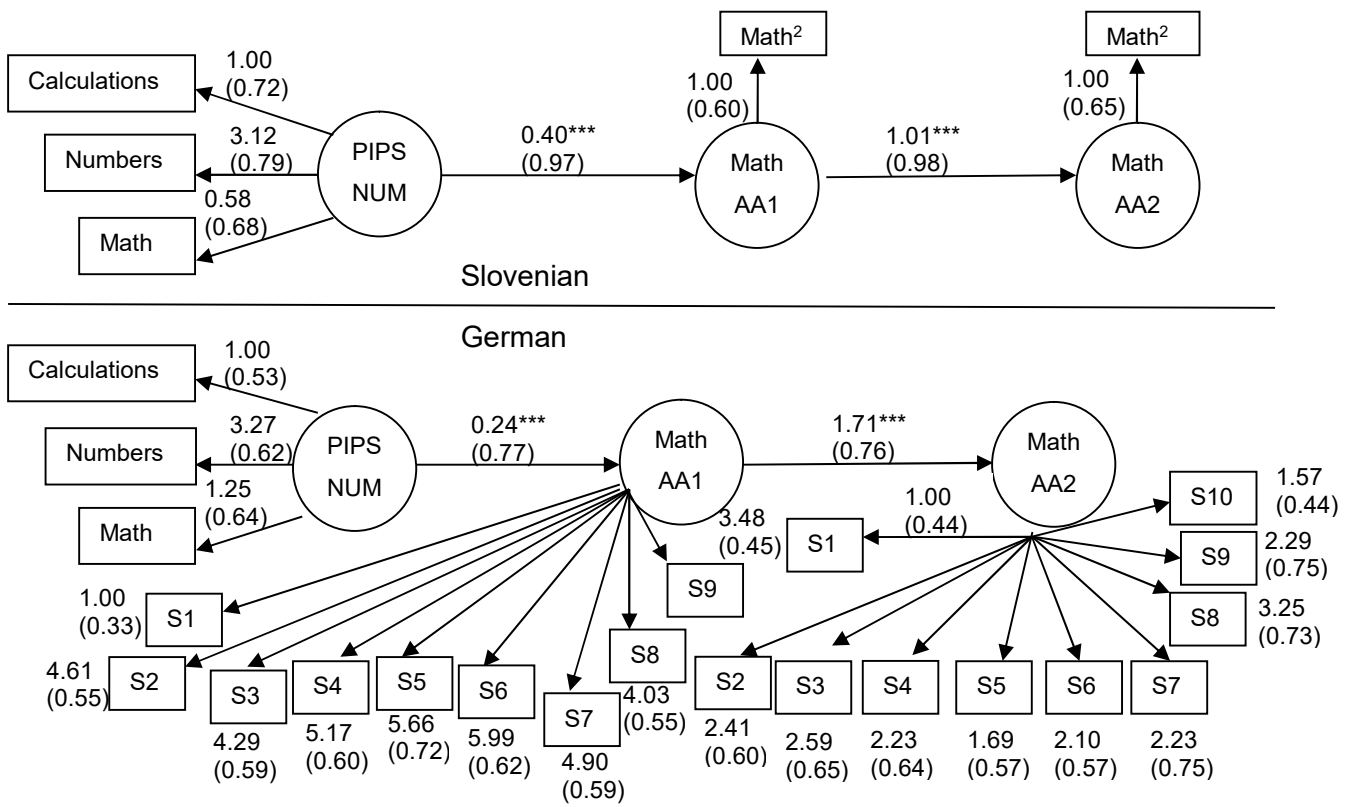 Math²
Math²
1.00
(0.72)
Calculations
1.00
(0.60)
1.00
(0.65)
3.12
(0.79)
Numbers
PIPS
NUM
0.40***
(0.97)
Math
AA1
1.01***
(0.98)
Math
AA2
0.58
(0.68)
Math
Slovenian
German
1.00
(0.53)
Calculations
3.27
(0.62)
Numbers
PIPS
NUM
0.24***
(0.77)
Math
AA1
1.71***
(0.76)
Math
AA2
1.25
(0.64)
Math
3.48
(0.45)
S9
1.00
(0.33)
S1
4.61
(0.55)
S2
S3
4.29
(0.59)
S4
5.17
(0.60)
S5
5.66
(0.72)
S6
5.99
(0.62)
S7
4.90
(0.59)
S8
4.03
(0.55)
1.00
(0.44)
S1
S10
1.57
(0.44)
S9
2.29
(0.75)
S8
3.25
(0.73)
S2
2.41
(0.60)
S3
2.59
(0.65)
S4
2.23
(0.64)
S5
1.69
(0.57)
S6
2.10
(0.57)
S7
2.23
(0.75)